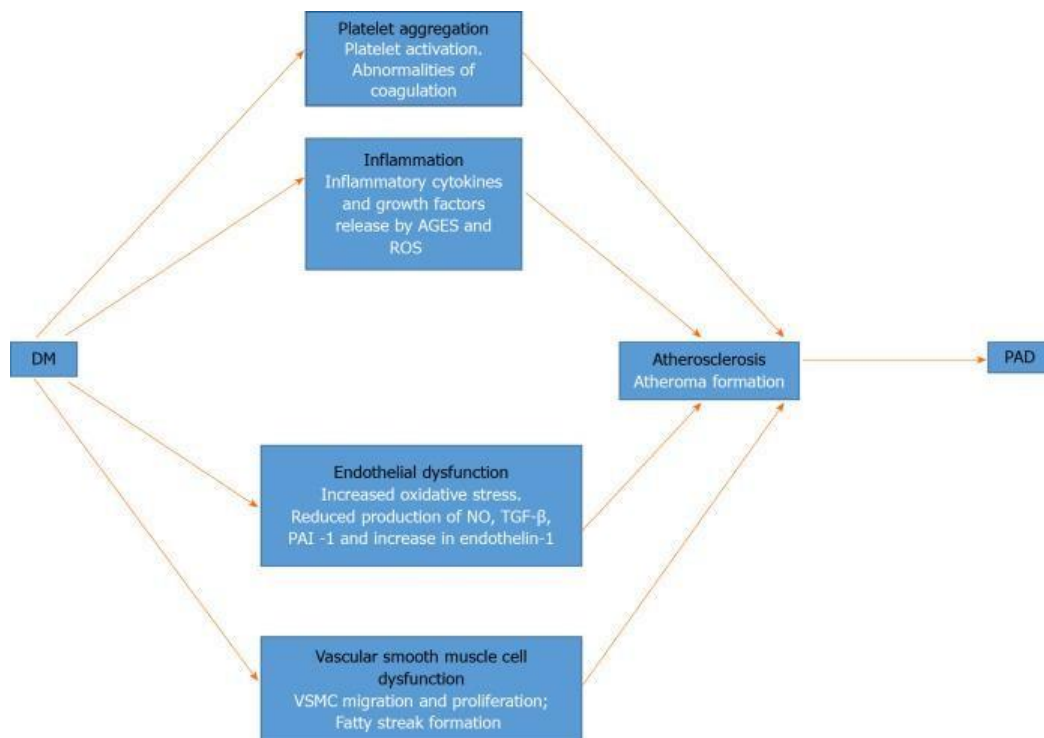 Platelet aggregation
Platelet activation.
Abnormalities of
coagulation
Inflammation
Inflammatory cytokines
and growth factors
release by AGES and
ROS
DM
Atherosclerosis
Atheroma formation
PAD
Endothelial dysfunction
Increased oxidative stress.
Reduced production of NO, TGF-β,
PAI -1 and increase in endothelin-1
Vascular smooth muscle cell
dysfunction
VSMC migration and proliferation;
Fatty streak formation